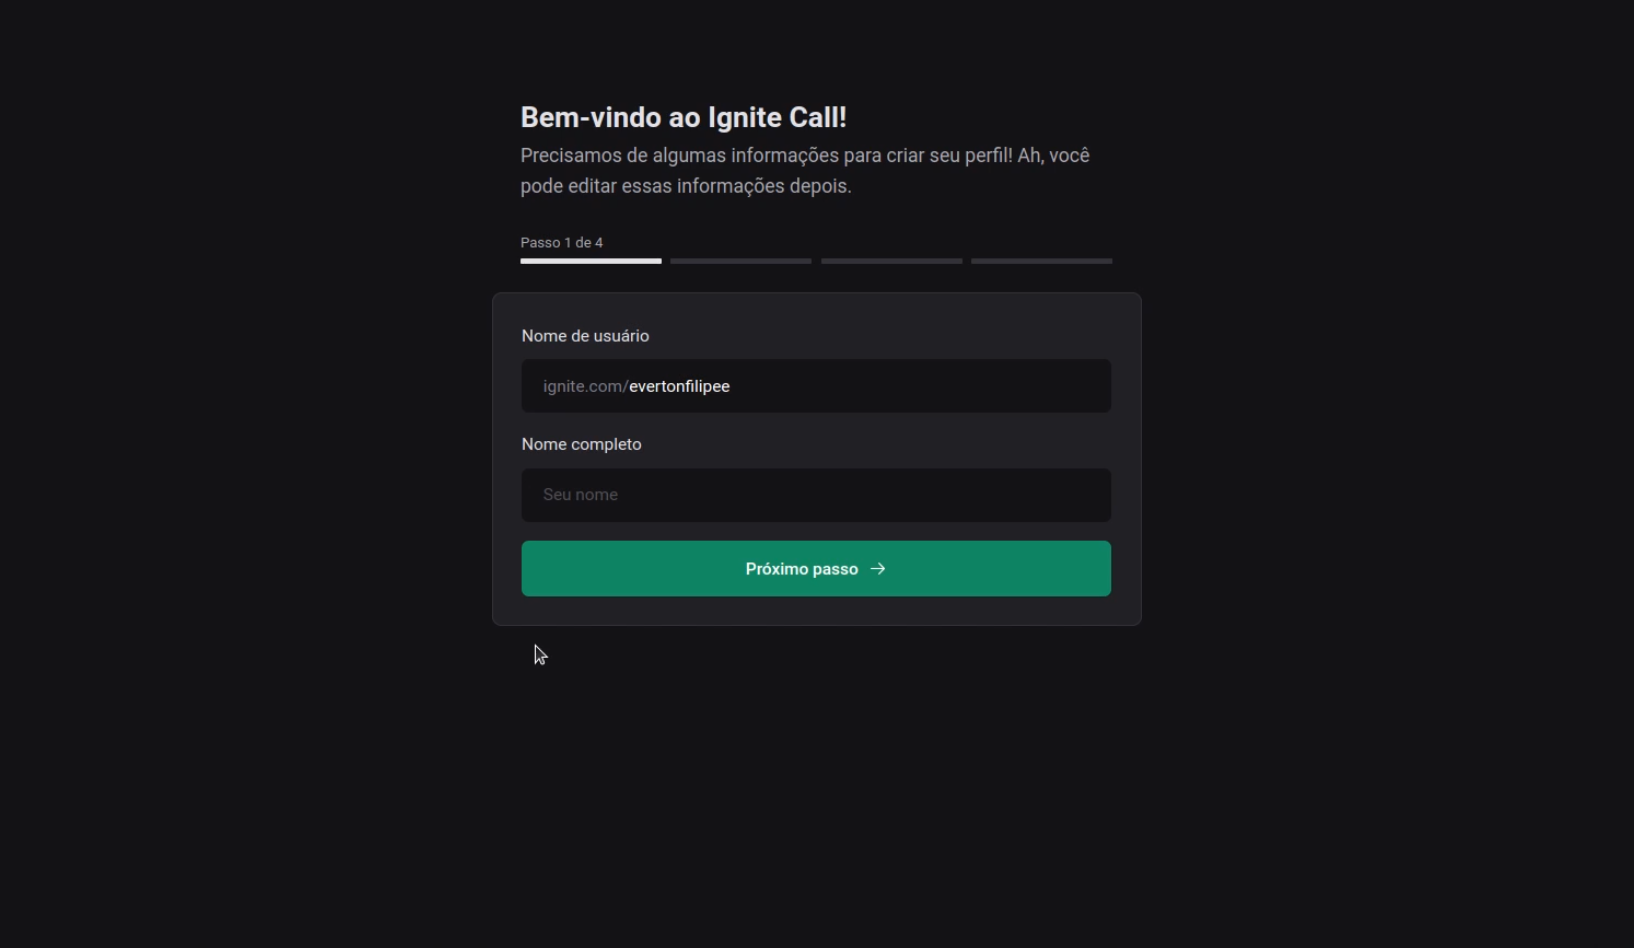 Bem-vindo ao Ignite Call!
Precisamos de algumas informações para criar seu perfil! Ah, você
pode editar essas informações depois.
Passo 1 de 4
Nome de usuário
ignite.com/evertonfilipee
Nome completo
Seu nome
Próximo passo →